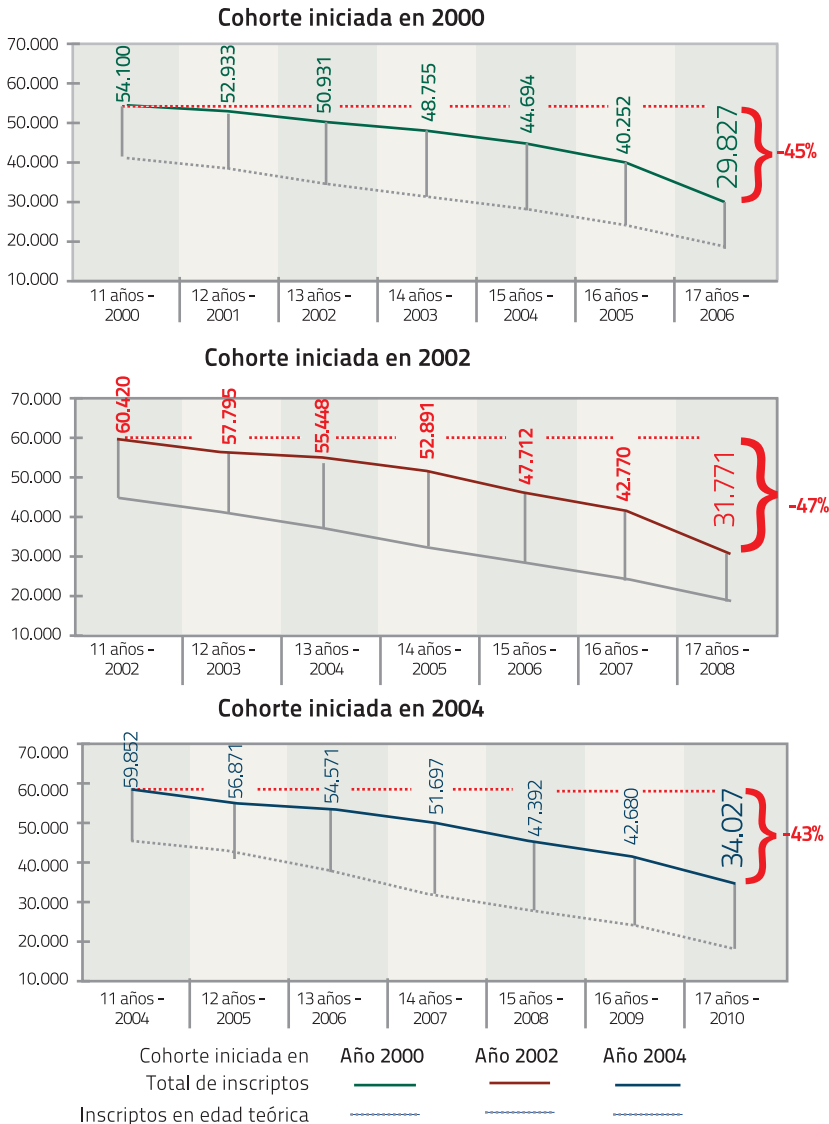 Cohorte iniciada en 2000
70.000
60.000
50.000
40.000
30.000
20.000
10.000
54.100
52.933
50.931
48.755
44.694
40.252
29.827
-45%
11 años - 2000
12 años - 2001
13 años - 2002
14 años - 2003
15 años - 2004
16 años - 2005
17 años - 2006
Cohorte iniciada en 2002
70.000
60.000
50.000
40.000
30.000
20.000
10.000
60.420
57.795
55.448
52.891
47.712
42.770
31.771
-47%
11 años - 2002
12 años - 2003
13 años - 2004
14 años - 2005
15 años - 2006
16 años - 2007
17 años - 2008
Cohorte iniciada en 2004
70.000
60.000
50.000
40.000
30.000
20.000
10.000
59.852
56.871
54.571
51.697
47.392
42.680
34.027
-43%
11 años - 2004
12 años - 2005
13 años - 2006
14 años - 2007
15 años - 2008
16 años - 2009
17 años - 2010
Cohorte iniciada en Año 2000 Año 2002 Año 2004
Total de inscriptos
Inscriptos en edad teórica